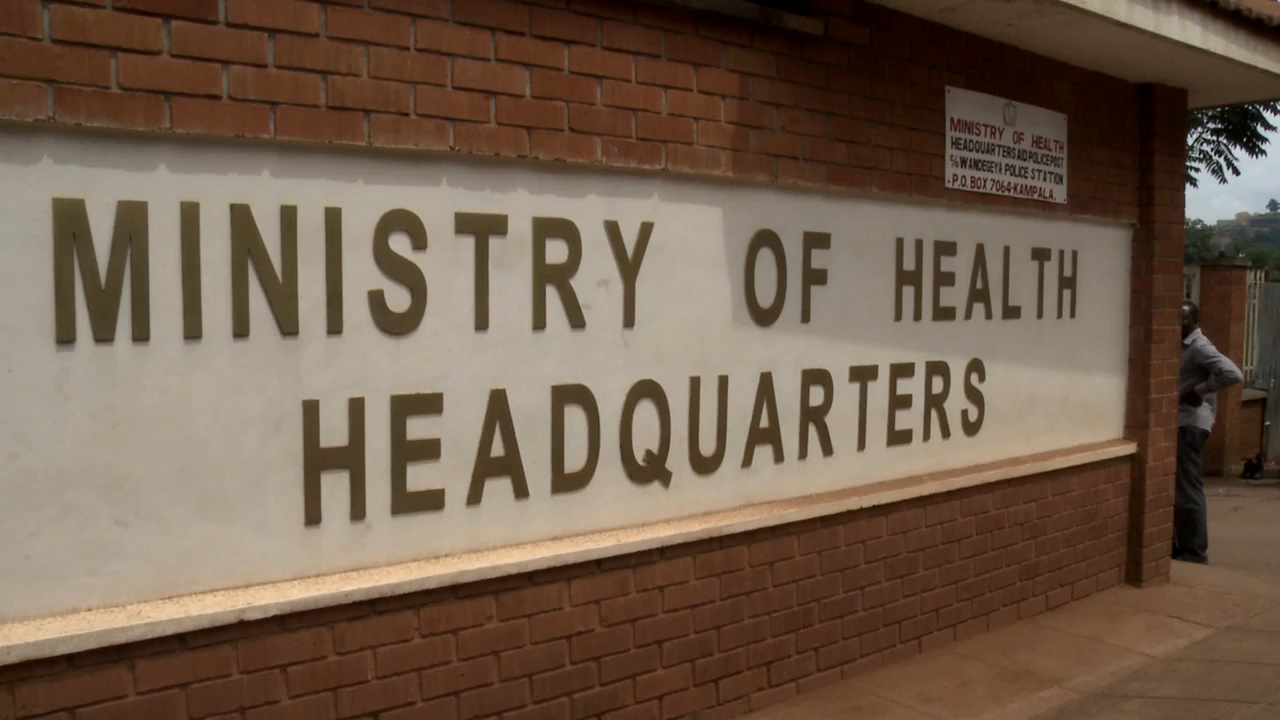 MINISTRY OF HEALTH
HEADQUARTERS
MINISTRY OF HEALTH
HEADQUARTERS AID POLICE POST
C/o WANDEGEYA POLICE STATION
P.O. BOX 7064-KAMPALA.